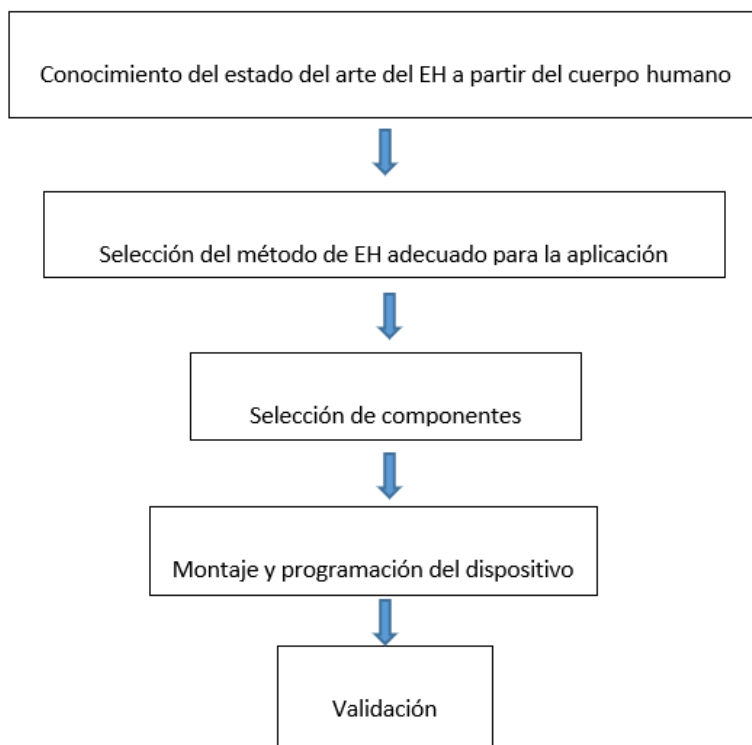 Conocimiento del estado del arte del EH a partir del cuerpo humano
Selección del método de EH adecuado para la aplicación
Selección de componentes
Montaje y programación del dispositivo
Validación